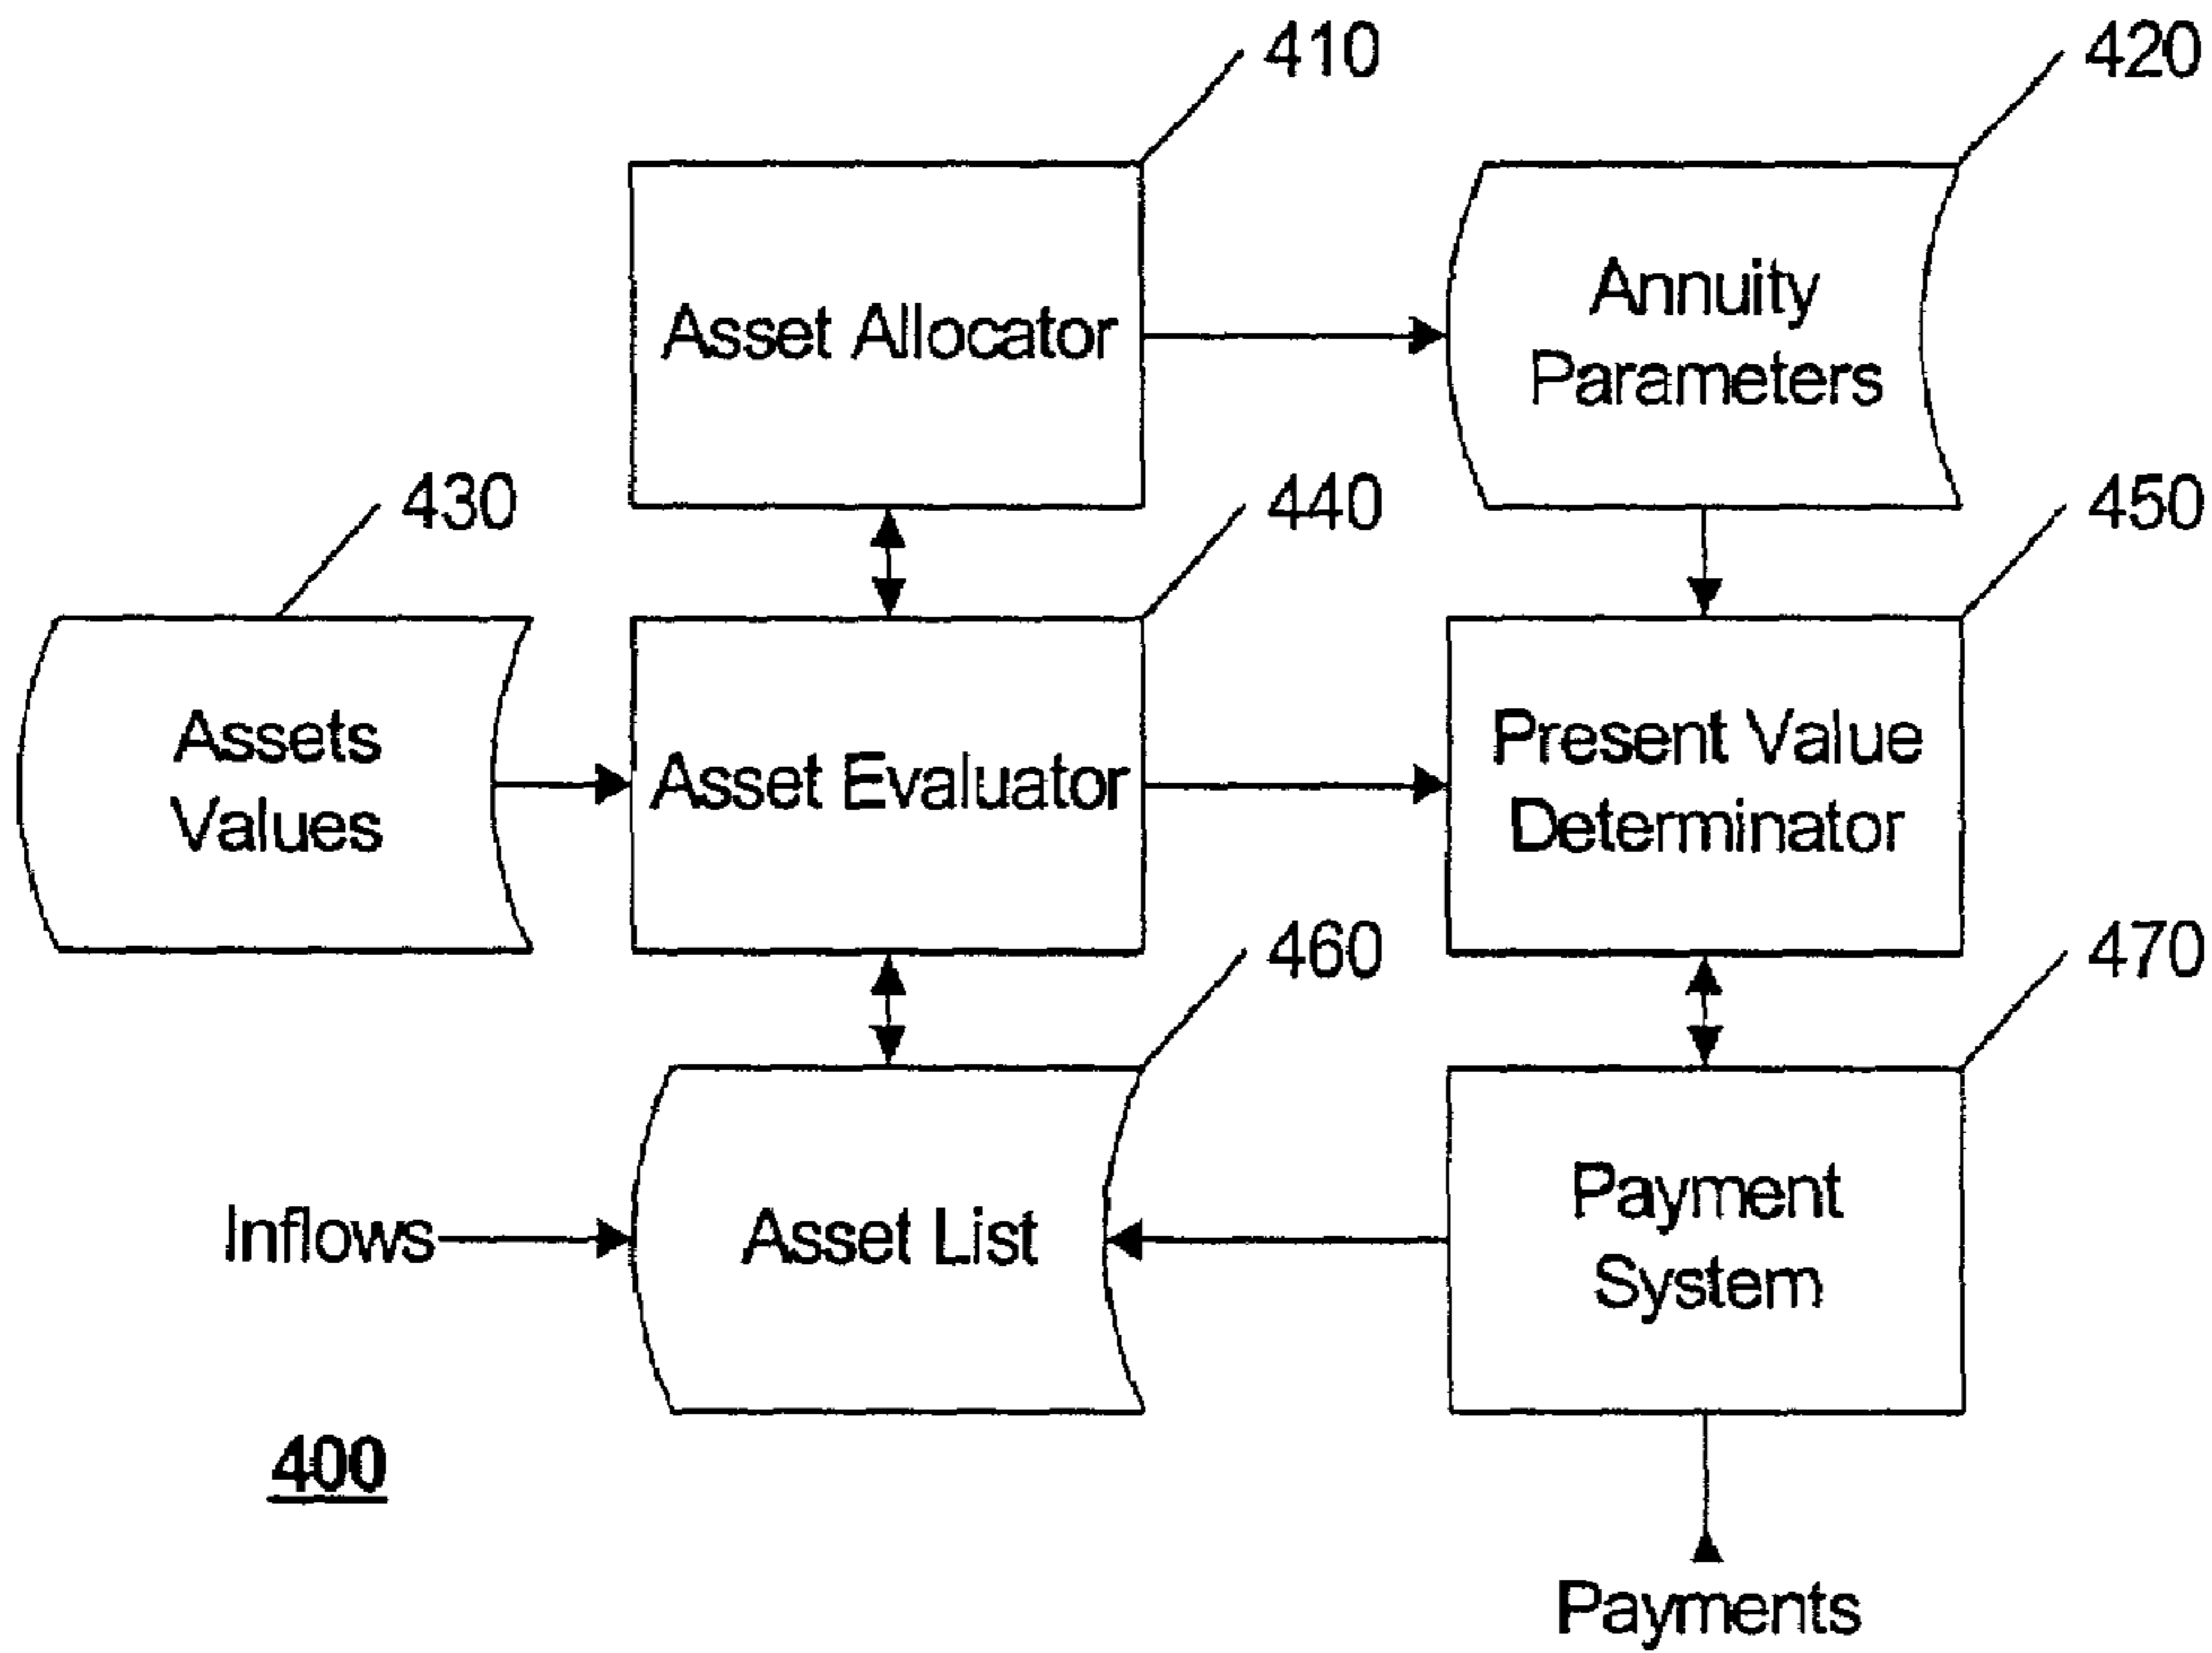 410
420
Asset Allocator
Annuity
Parameters
430
440
450
Assets
Values
Asset Evaluator
Present Value
Determinator
460
470
Inflows
Asset List
Payment
System
400
Payments